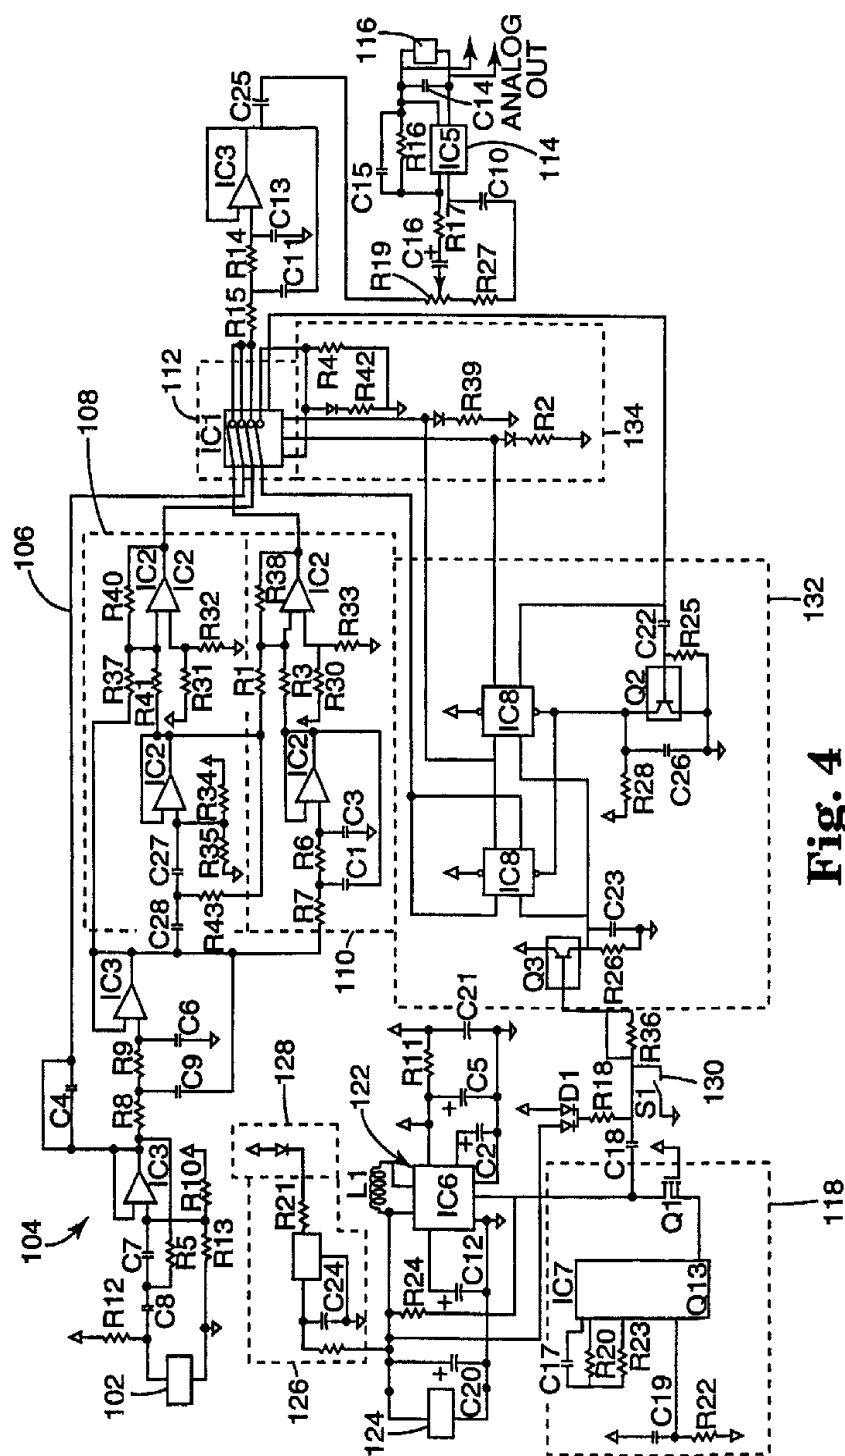 104
R12
C8
C7
R5
102
R13
R10
IC3
C4
R8
R9
C9
C6
IC3
106
108
C28
R43
C27
R35
R34
IC2
R37
R41
R40
IC2
IC2
R31
R32
R1
R7
R6
C1
C3
IC2
R3
R30
R38
IC2
R33
110
112
IC1
R15
R14
C11
C13
IC3
C25
R4
R42
R39
R2
134
R19
C16
+
R17
R27
C15
R16
IC5
114
C10
C14
116
ANALOG
OUT
128
R21
C24
126
124
C20
+
R24
L1
122
IC6
C12
+
C2
+
C5
+
R11
C21
D1
R18
C18
S1
130
R36
Q1
118
IC7
Q13
C17
R20
R23
C19
R22
Q3
R26
C23
IC8
IC8
R28
C26
Q2
C22
R25
132
Fig. 4